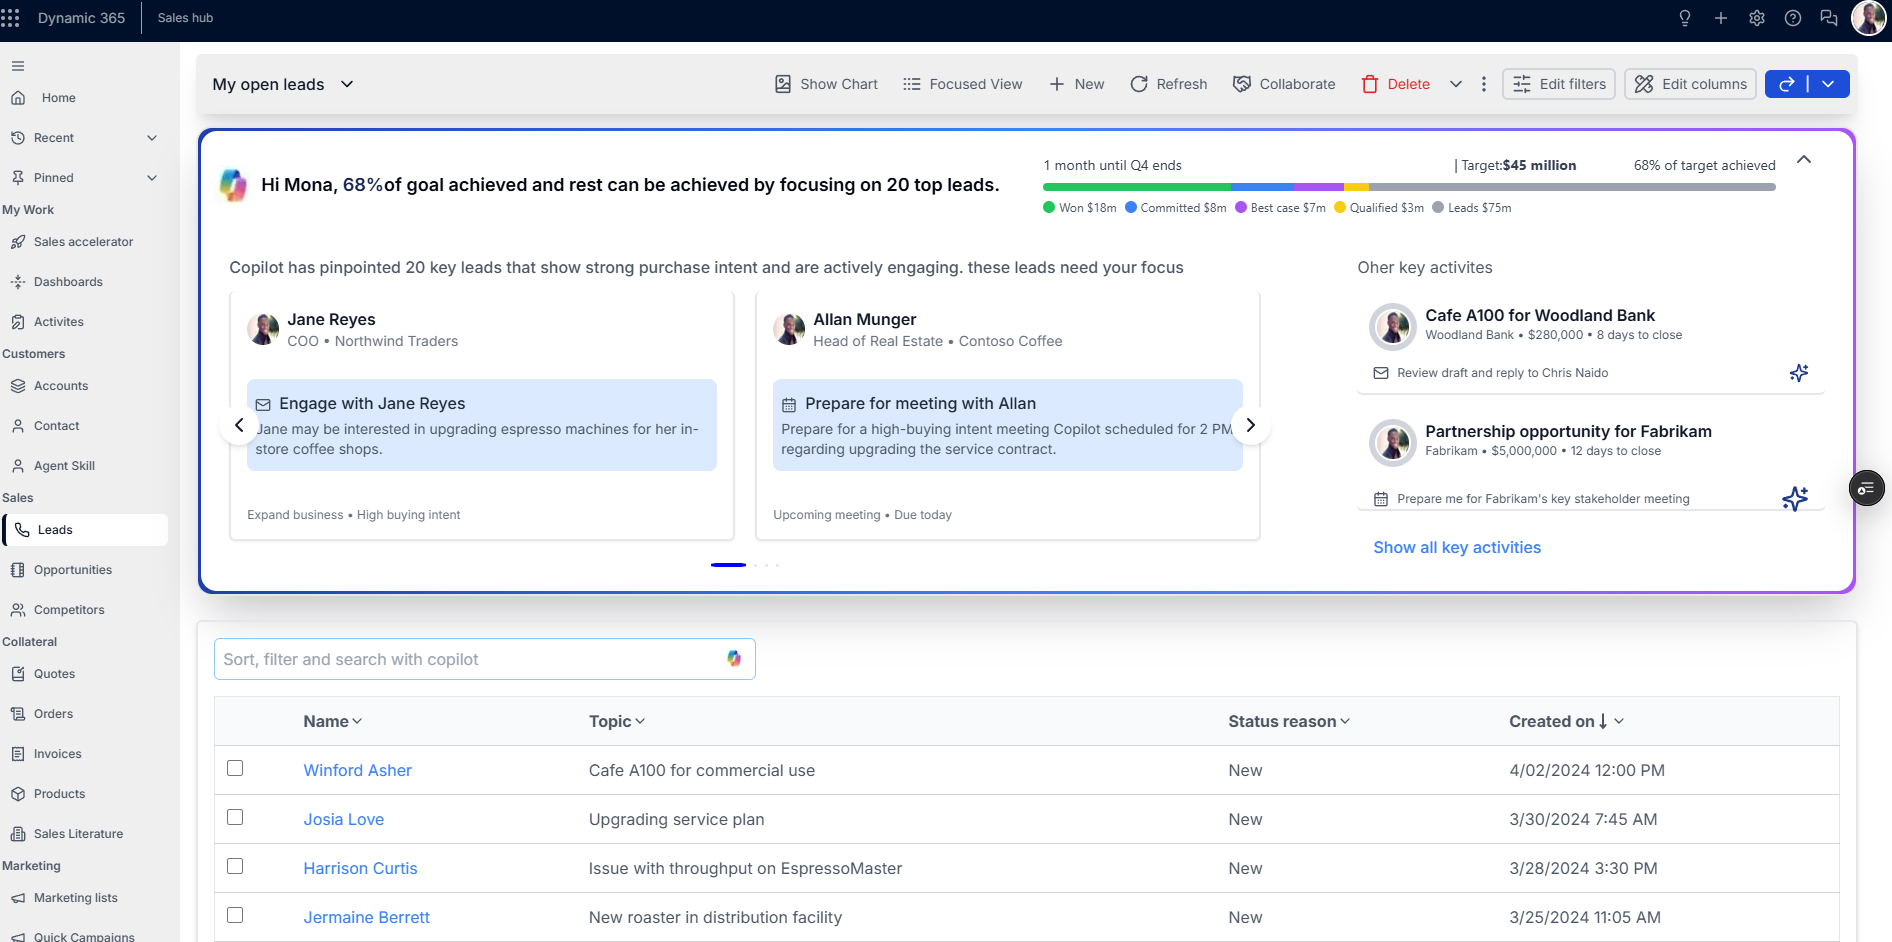 Dynamic 365
Sales hub
Home
Recent
Pinned
My Work
Sales accelerator
Dashboards
Activites
Customers
Accounts
Contact
Agent Skill
Sales
Leads
Opportunities
Competitors
Collateral
Quotes
Orders
Invoices
Products
Sales Literature
Marketing
Marketing lists
Quick Campaigns
My open leads
Show Chart
Focused View
New
Refresh
Collaborate
Delete
Edit filters
Edit columns
Hi Mona, 68%of goal achieved and rest can be achieved by focusing on 20 top leads.
1 month until Q4 ends
| Target:$45 million
68% of target achieved
Won $18m
Committed $8m
Best case $7m
Qualified $3m
Leads $75m
Copilot has pinpointed 20 key leads that show strong purchase intent and are actively engaging. these leads need your focus
Jane Reyes
COO • Northwind Traders
Engage with Jane Reyes
Jane may be interested in upgrading espresso machines for her in-
store coffee shops.
Expand business • High buying intent
Allan Munger
Head of Real Estate • Contoso Coffee
Prepare for meeting with Allan
Prepare for a high-buying intent meeting Copilot scheduled for 2 PM
regarding upgrading the service contract.
Upcoming meeting • Due today
Oher key activites
Cafe A100 for Woodland Bank
Woodland Bank • $280,000 • 8 days to close
Review draft and reply to Chris Naido
Partnership opportunity for Fabrikam
Fabrikam • $5,000,000 • 12 days to close
Prepare me for Fabrikam's key stakeholder meeting
Show all key activities
Sort, filter and search with copilot
Name Topic Status reason Created on
Winford Asher Cafe A100 for commercial use New 4/02/2024 12:00 PM
Josia Love Upgrading service plan New 3/30/2024 7:45 AM
Harrison Curtis Issue with throughput on EspressoMaster New 3/28/2024 3:30 PM
Jermaine Berrett New roaster in distribution facility New 3/25/2024 11:05 AM